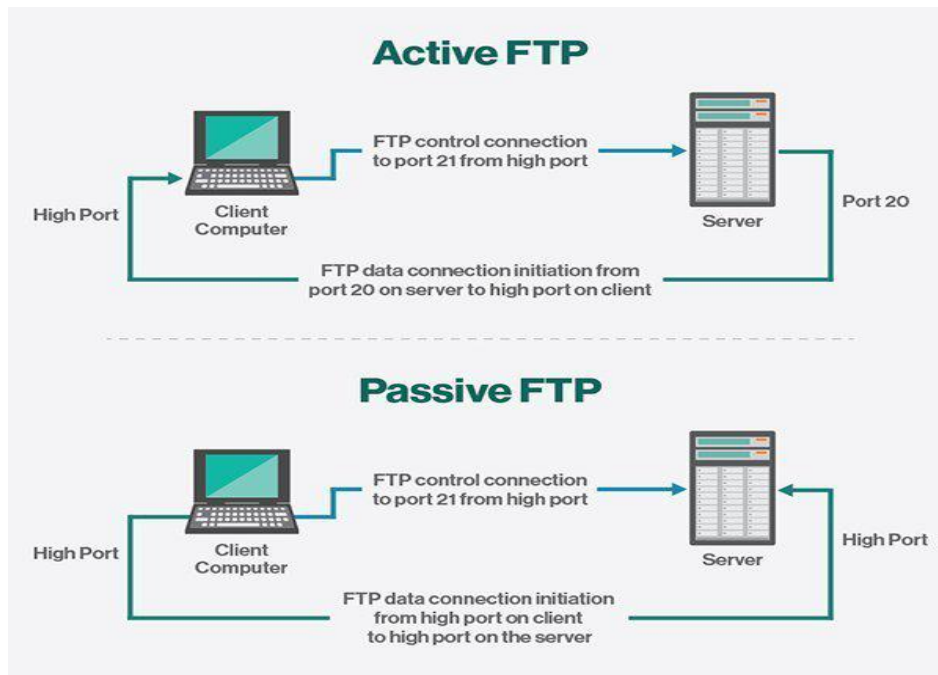 Active FTP
FTP control connection
to port 21 from high port
High Port
Client
Computer
Server
Port 20
FTP data connection initiation from
port 20 on server to high port on client
Passive FTP
FTP control connection
to port 21 from high port
High Port
Client
Computer
Server
High Port
FTP data connection initiation
from high port on client
to high port on the server